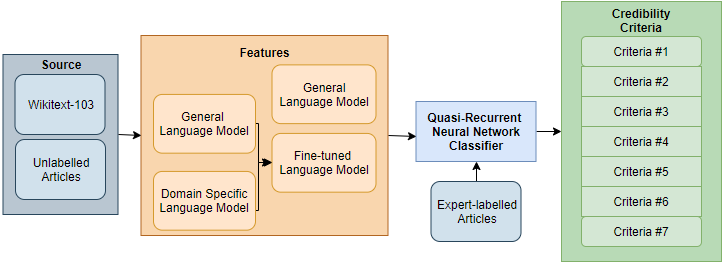 Source
Wikitext-103
Unlabelled
Articles
Features
General
Language Model
Domain Specific
Language Model
General
Language Model
Fine-tuned
Language Model
Quasi-Recurrent
Neural Network
Classifier
Expert-labelled
Articles
Credibility
Criteria
Criteria #1
Criteria #2
Criteria #3
Criteria #4
Criteria #5
Criteria #6
Criteria #7